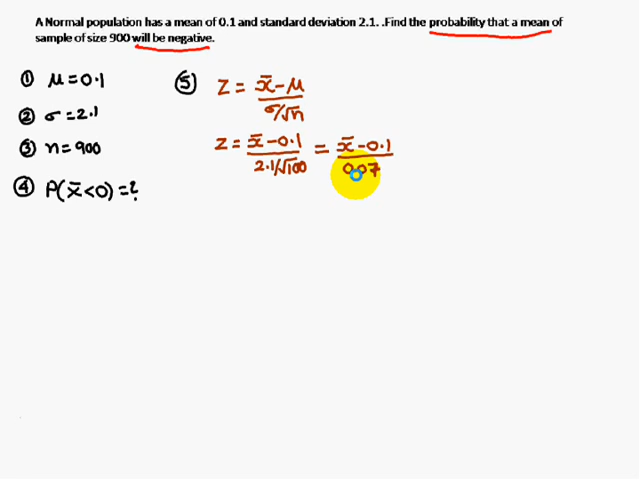 A Normal population has a mean of 0.1 and standard deviation 2.1. .Find the probability that a mean of
sample of size 900 will be negative.
① μ=0.1
② σ=2.1
③ n=900
④ P(x̄<0)=?
⑤ Z = x̄-μ / σ/√n
Z = x̄-0.1 / 2.1/√100 = x̄-0.1 / 0.07